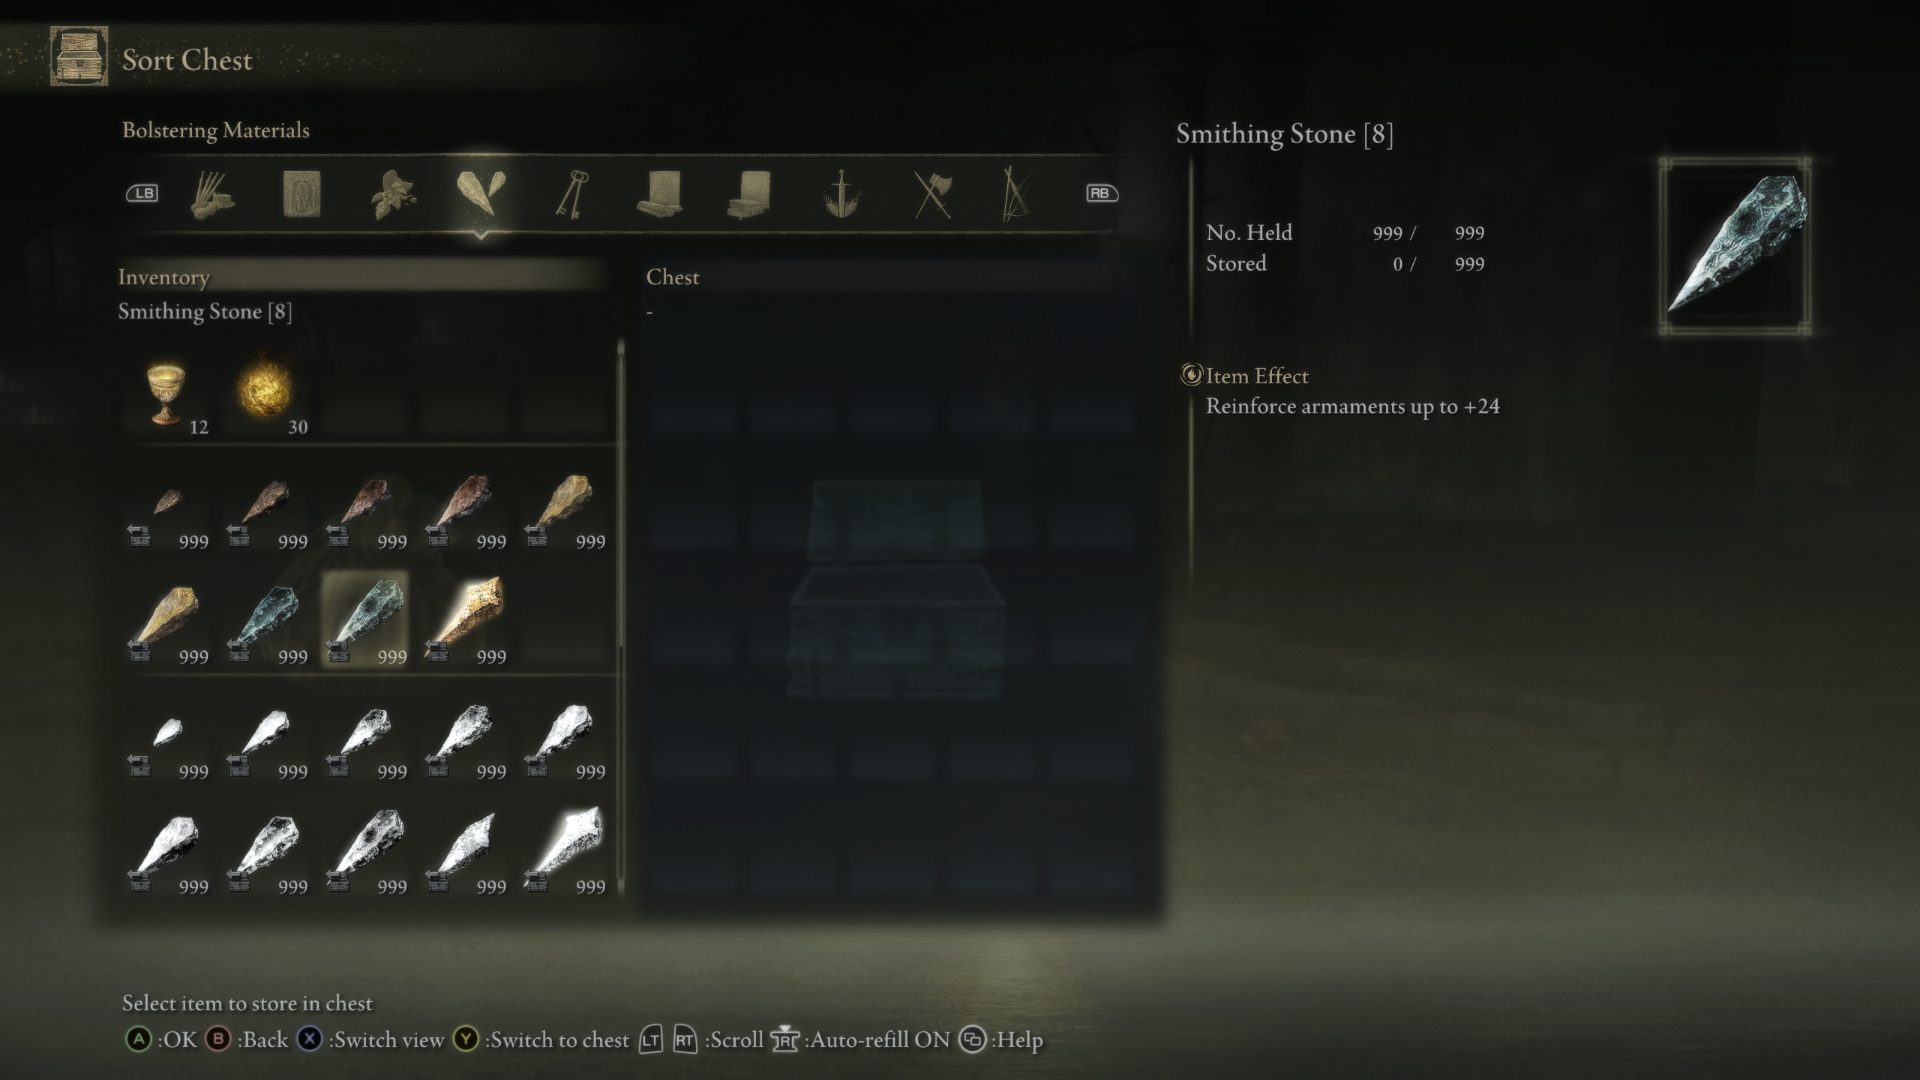 Sort Chest
Bolstering Materials
LB
RB
Inventory
Smithing Stone [8]
12
30
999 999 999 999 999
999 999 999 999
999 999 999 999 999
999 999 999 999 999
Chest
-
Smithing Stone [8]
No. Held 999 / 999
Stored 0 / 999
Item Effect
Reinforce armaments up to +24
Select item to store in chest
A :OK B :Back X :Switch view Y :Switch to chest LT RT :Scroll R :Auto-refill ON :Help